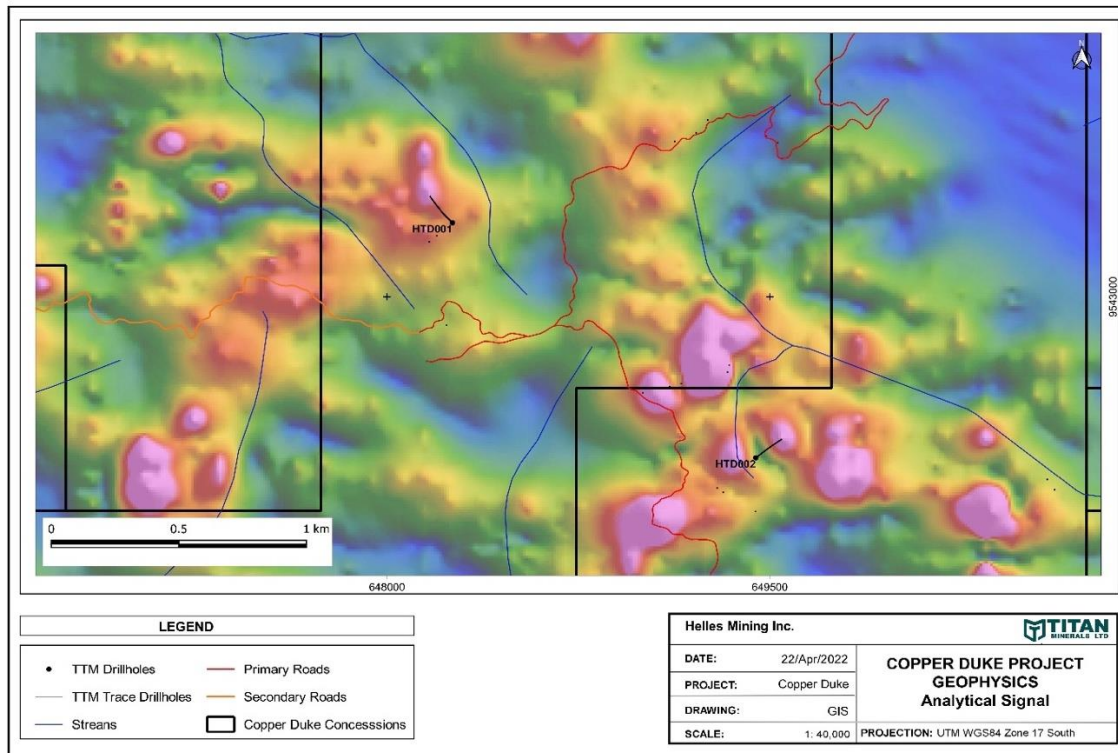 N
HTD001
9543000
HTD002
0 0.5 1 km
648000 649500
LEGEND
TTM Drillholes
Primary Roads
TTM Trace Drillholes
Secondary Roads
Streans
Copper Duke Concesssions
Helles Mining Inc.
TITAN
MINERALS LTD
DATE: 22/Apr/2022
PROJECT: Copper Duke
DRAWING: GIS
SCALE: 1: 40,000
COPPER DUKE PROJECT
GEOPHYSICS
Analytical Signal
PROJECTION: UTM WGS84 Zone 17 South